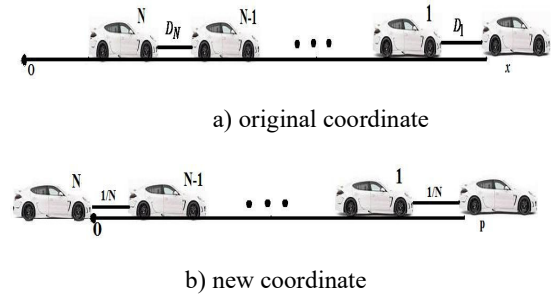 N D_N N-1 ... 1 D_1
0 x
a) original coordinate
N 1/N N-1 ... 1 1/N
0 p
b) new coordinate